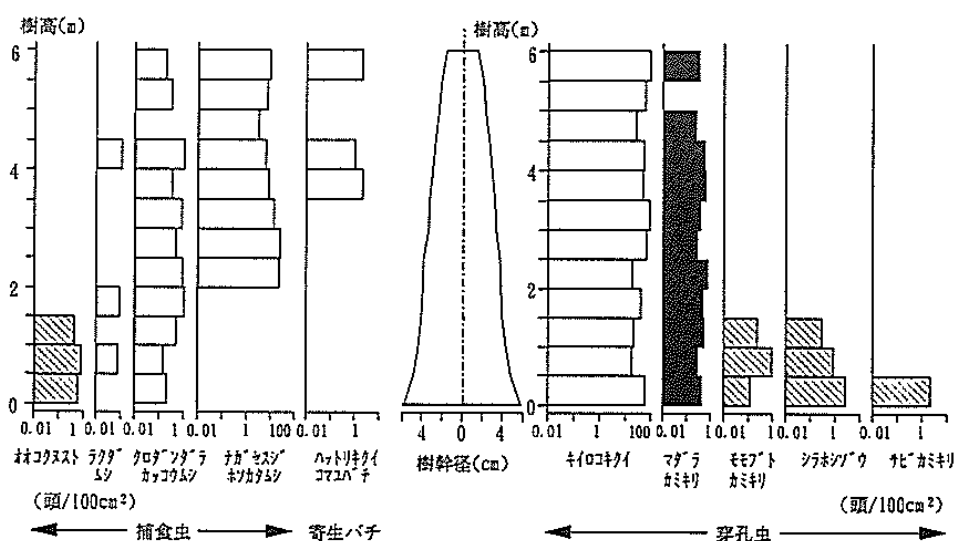 樹高(m)
6
4
2
0
0.01 1 0.01 1 0.01 1 0.01 1 100 0.01 1
オオコクヌスト
ラクダムシ
クロダンダラカッコウムシ
ナガセスジホソカタムシ
ハットリキクイコマユバチ
(頭/100cm²)
捕食虫
寄生バチ
樹高(m)
6
4
2
0
4 0 4
樹幹径(cm)
0.01 1 100 0.01 1 0.01 1 0.01 1 0.01 1
キイロコキクイ
マダラカミキリ
モモブトカミキリ
シラホシゾウ
サビカミキリ
(頭/100cm²)
穿孔虫